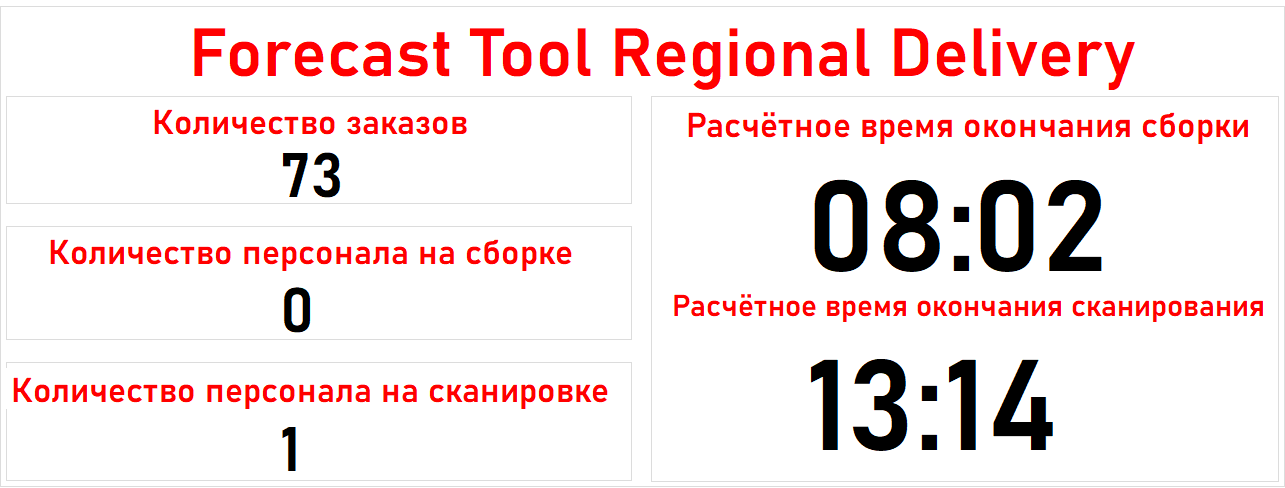 Forecast Tool Regional Delivery
Количество заказов
73
Количество персонала на сборке
0
Количество персонала на сканировке
1
Расчётное время окончания сборки
08:02
Расчётное время окончания сканирования
13:14